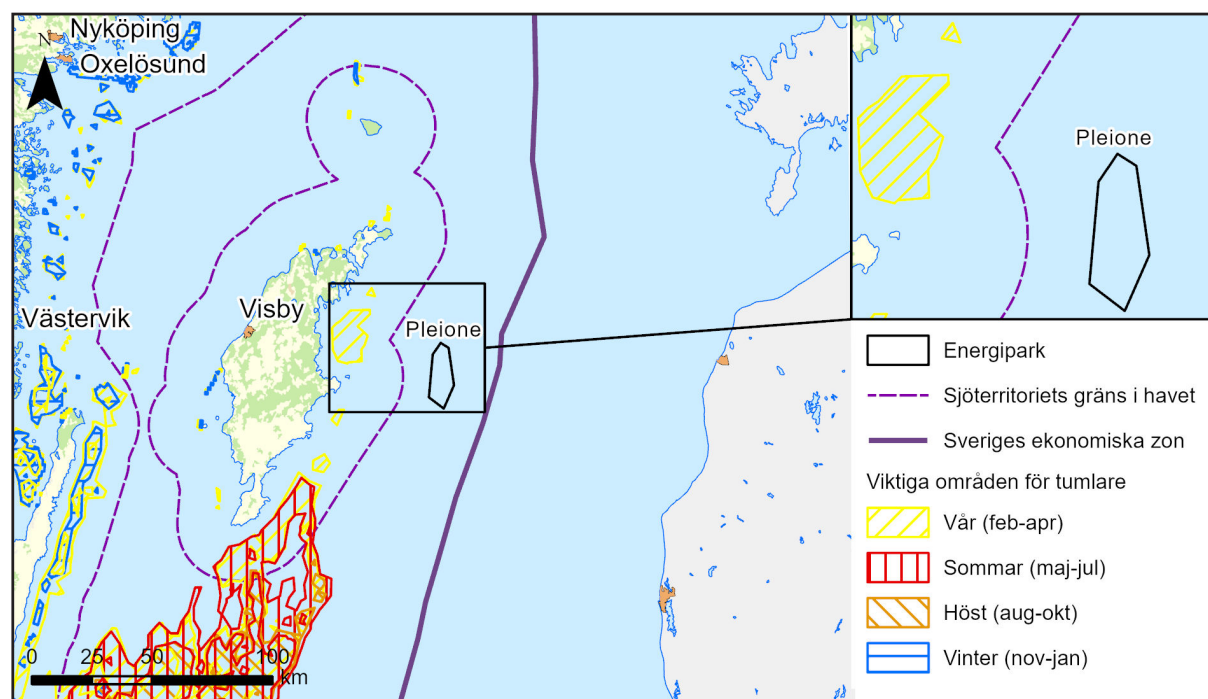 N
Nyköping
Oxelösund
Västervik
Visby
Pleione
0 25 50 100
km
Pleione
Energipark
Sjöterritoriets gräns i havet
Sveriges ekonomiska zon
Viktiga områden för tumlare
Vår (feb-apr)
Sommar (maj-jul)
Höst (aug-okt)
Vinter (nov-jan)